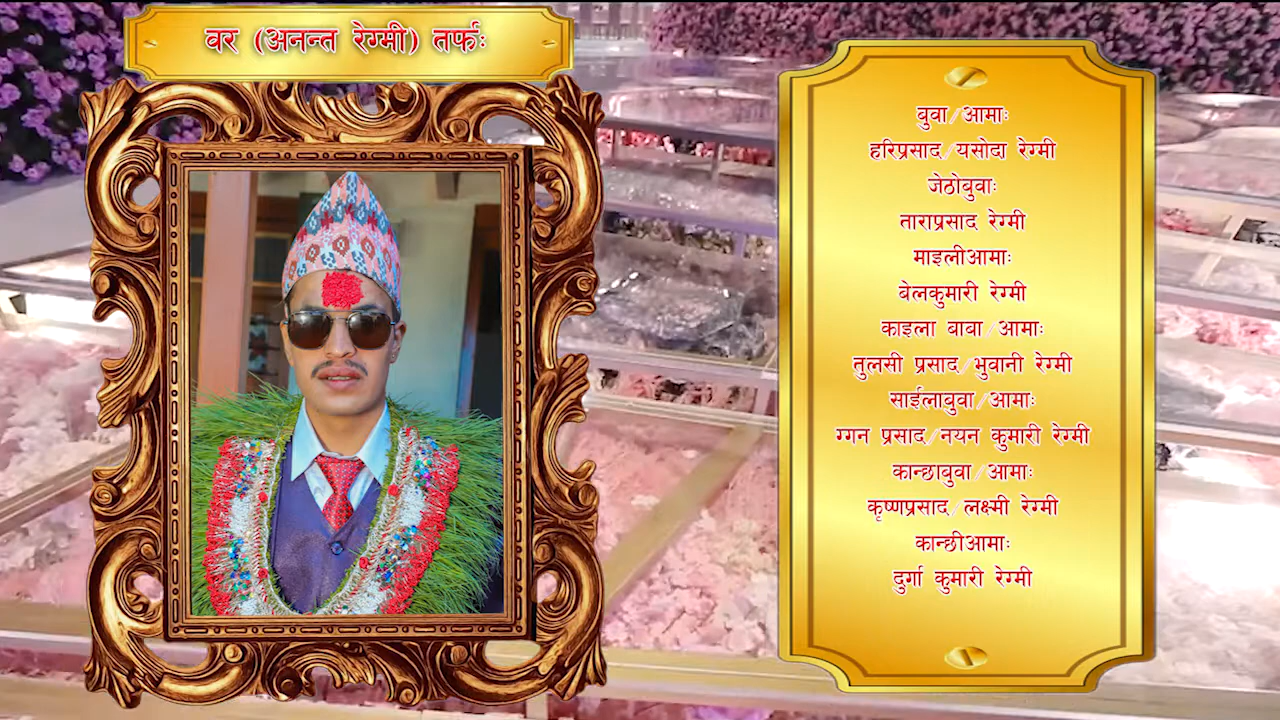 वर (अनन्त रेग्मी) तर्फः
बुवा/आमाः
हरिप्रसाद/यसोदा रेग्मी
जेठोबुवाः
ताराप्रसाद रेग्मी
माइलीआमाः
बेलकुमारी रेग्मी
काइला बाबा/आमाः
तुलसी प्रसाद/भुवानी रेग्मी
साईलाबुवा/आमाः
ग्गन प्रसाद/नयन कुमारी रेग्मी
कान्छाबुवा/आमाः
कृष्णप्रसाद/लक्ष्मी रेग्मी
कान्छीआमाः
दुर्गा कुमारी रेग्मी